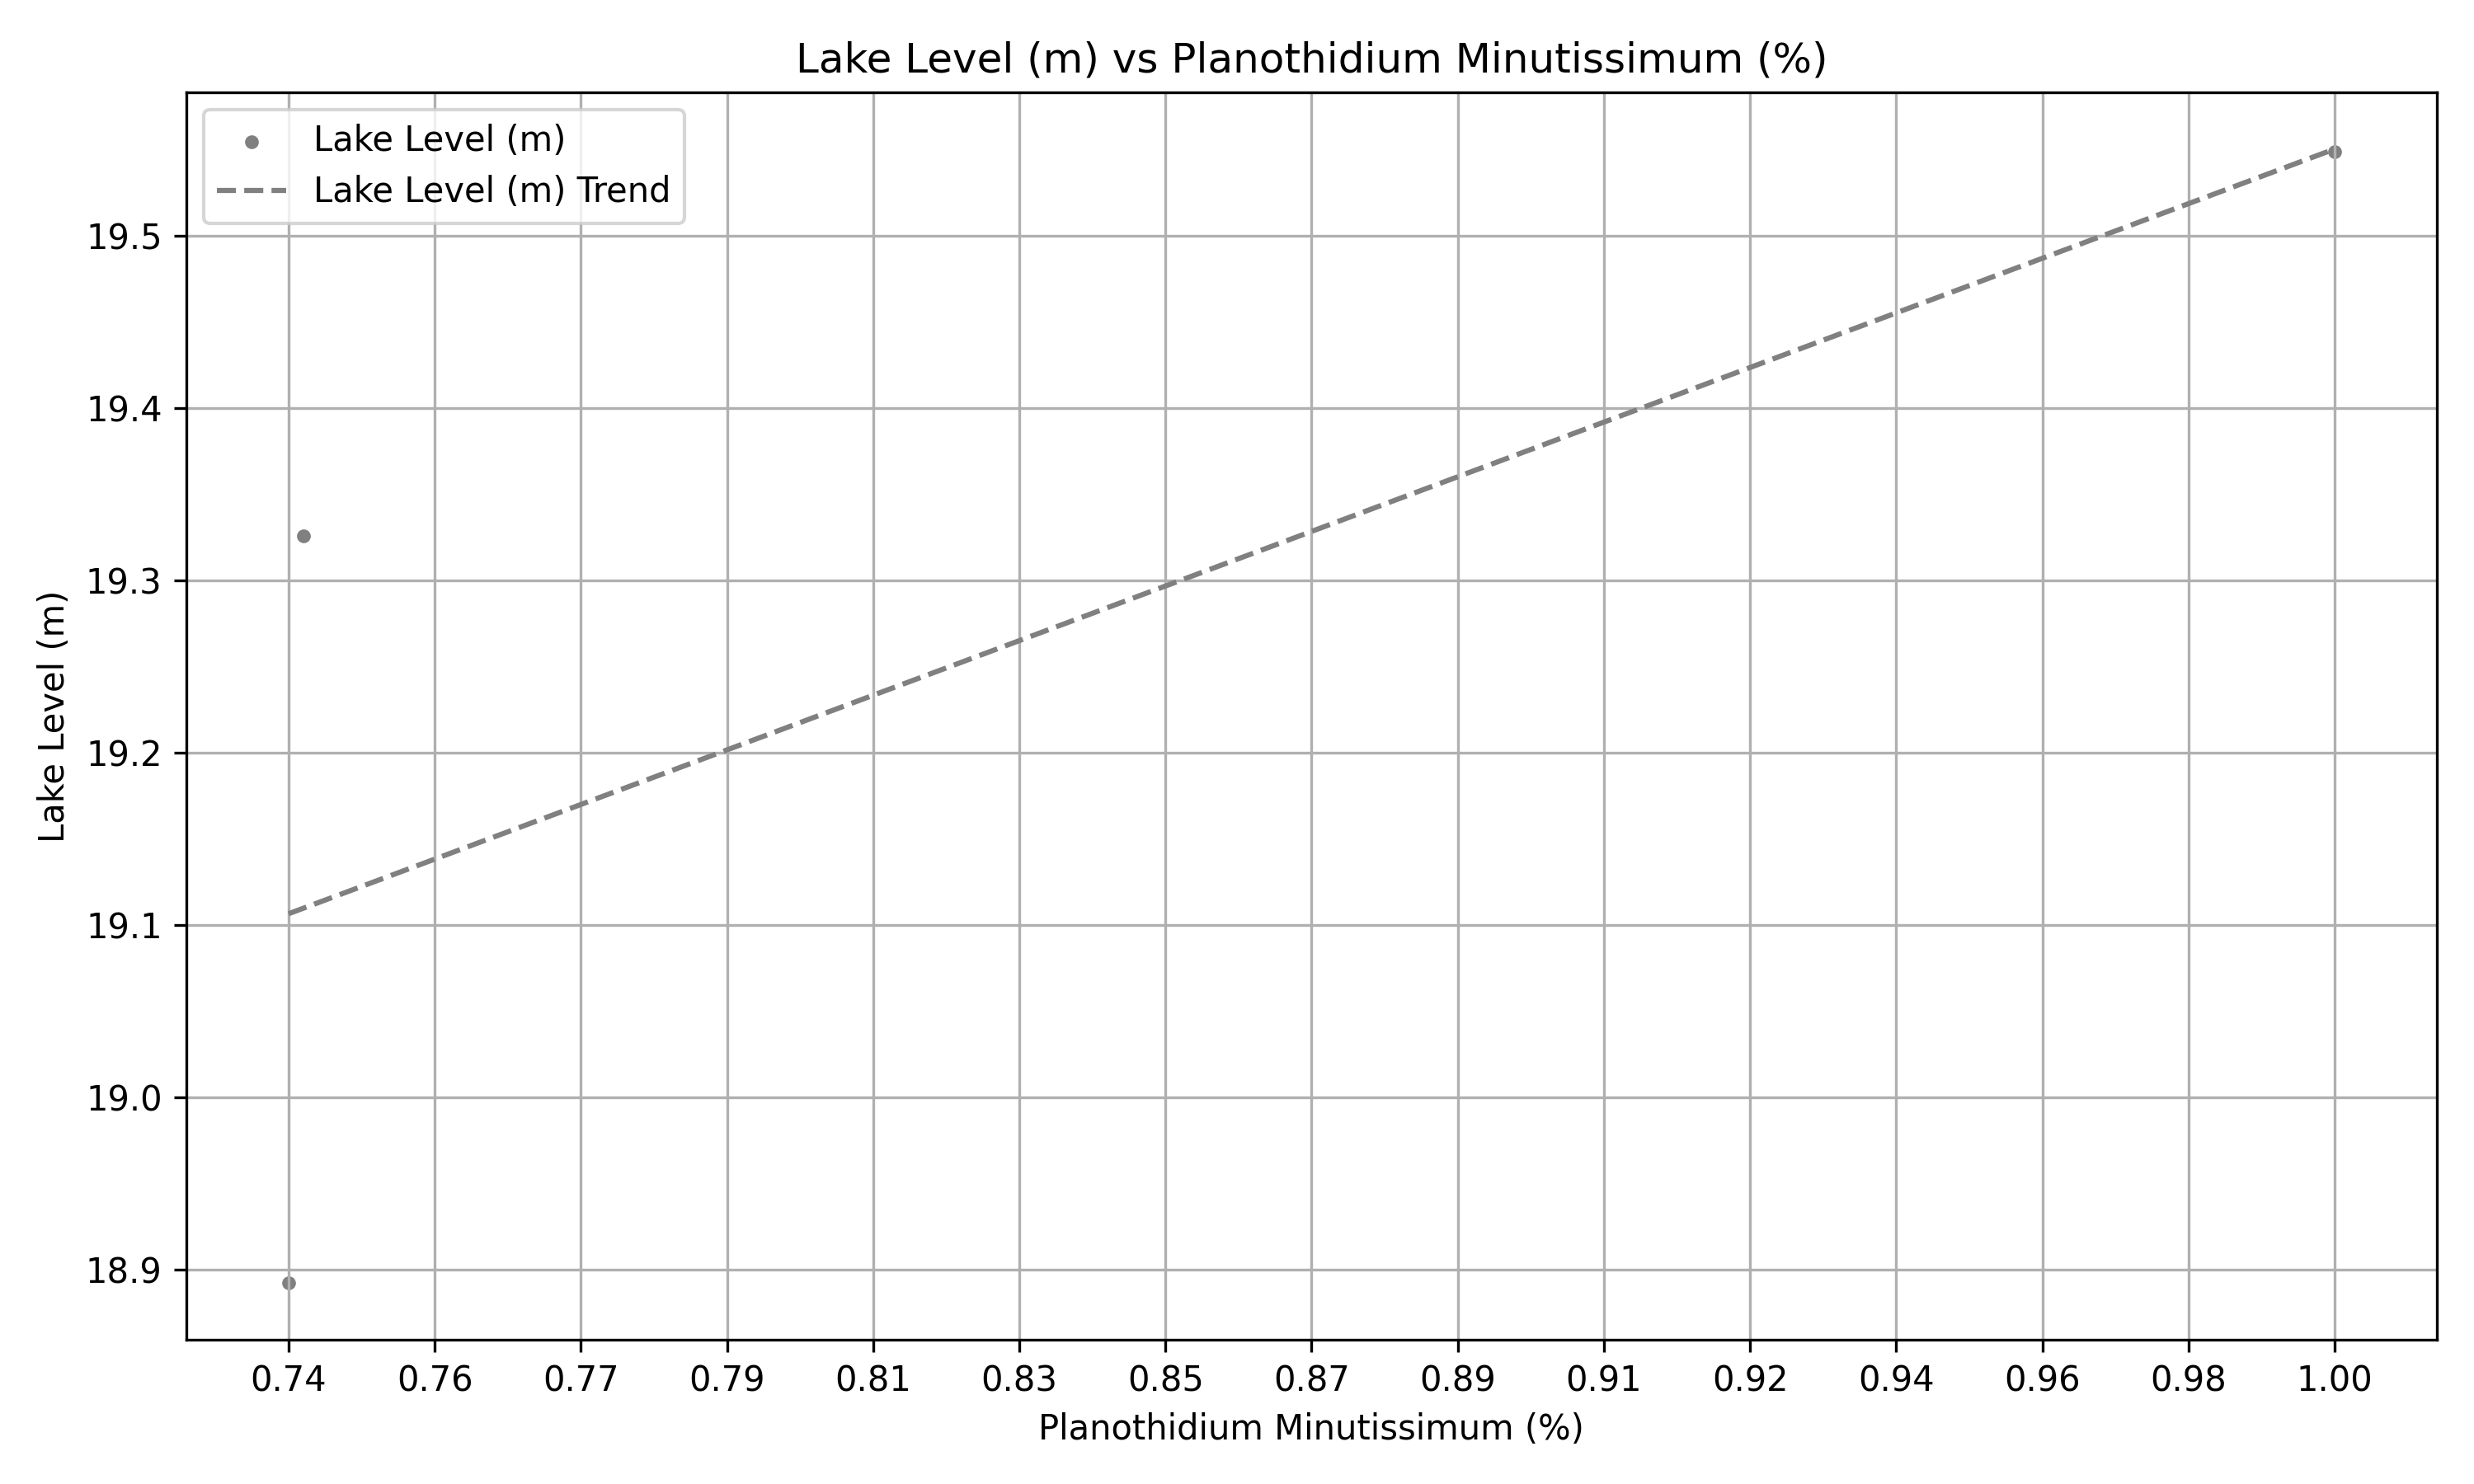 Lake Level (m) vs Planothidium Minutissimum (%)
Lake Level (m)
Lake Level (m) Trend
19.5
19.4
19.3
19.2
19.1
19.0
18.9
Lake Level (m)
0.74 0.76 0.77 0.79 0.81 0.83 0.85 0.87 0.89 0.91 0.92 0.94 0.96 0.98 1.00
Planothidium Minutissimum (%)